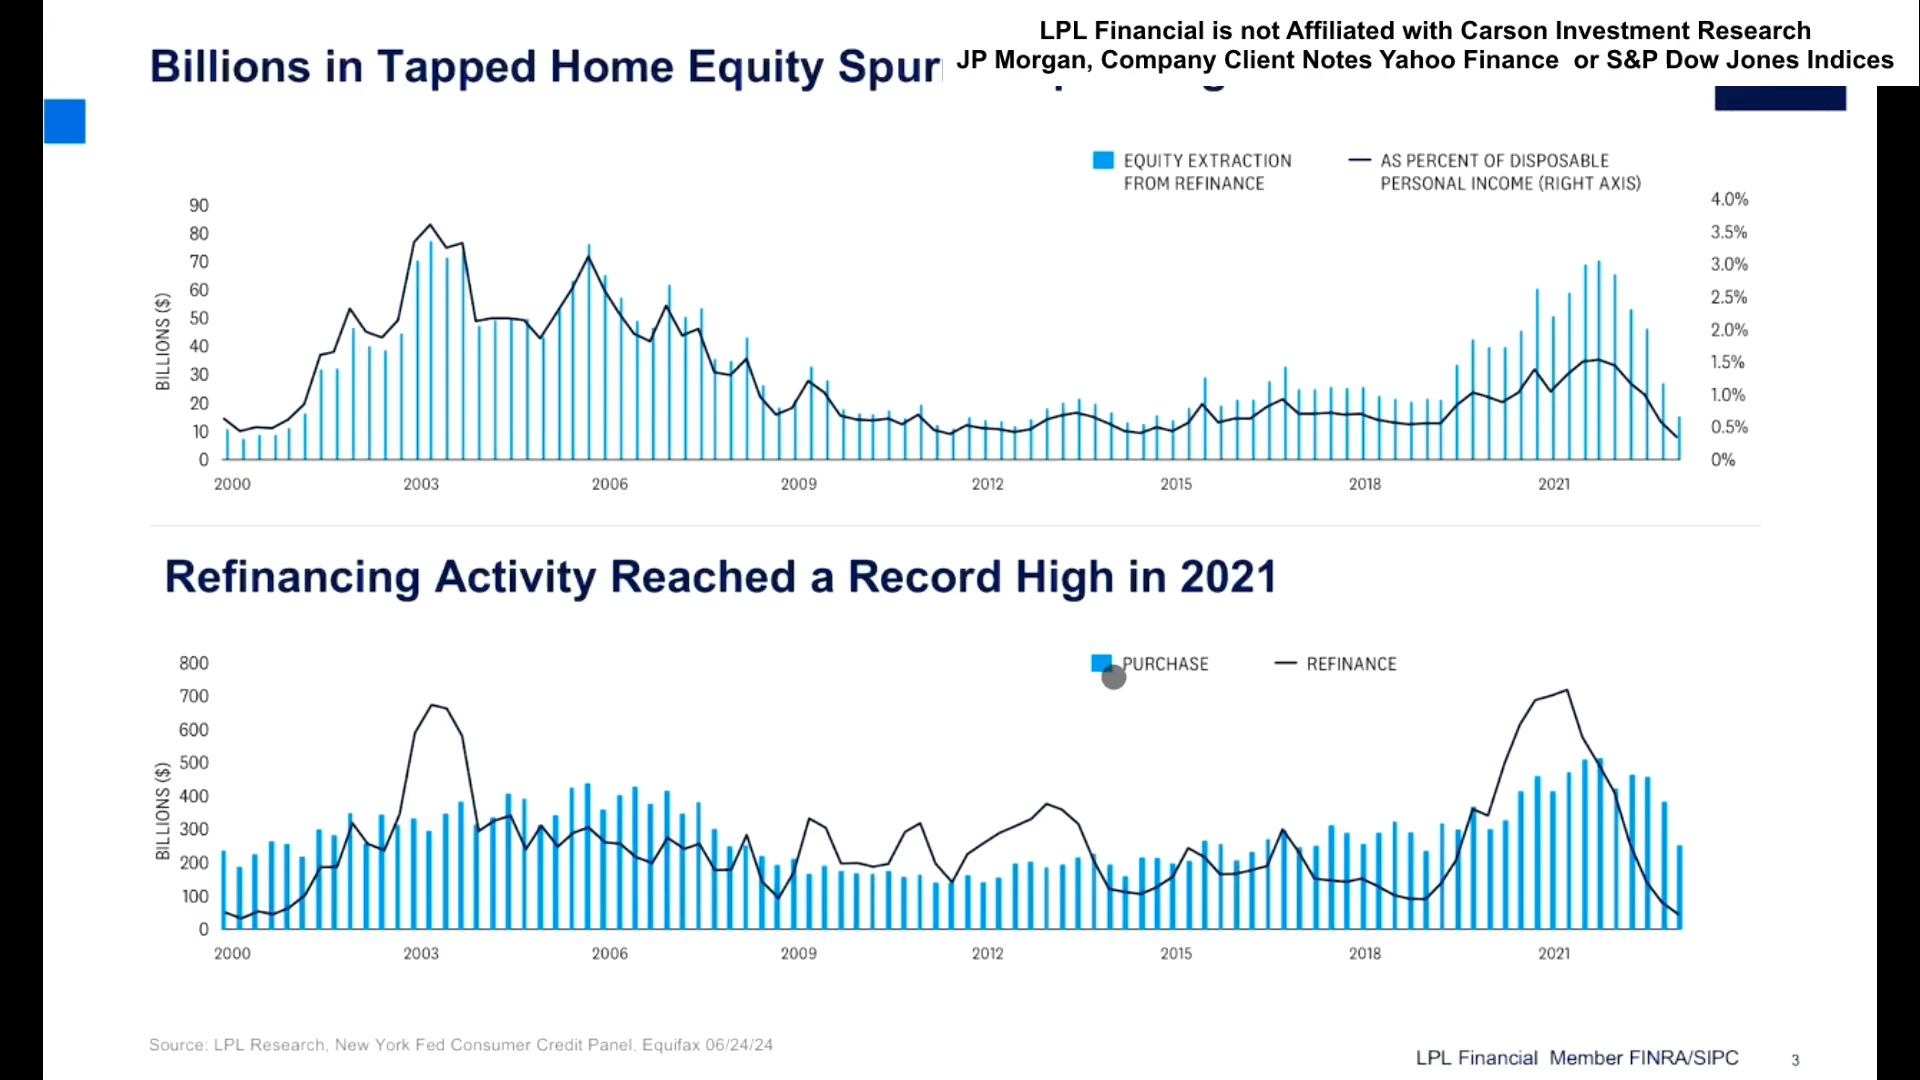 LPL Financial is not Affiliated with Carson Investment Research
JP Morgan, Company Client Notes Yahoo Finance or S&P Dow Jones Indices
Billions in Tapped Home Equity Spur
EQUITY EXTRACTION
FROM REFINANCE
AS PERCENT OF DISPOSABLE
PERSONAL INCOME (RIGHT AXIS)
BILLIONS ($)
90
80
70
60
50
40
30
20
10
0
4.0%
3.5%
3.0%
2.5%
2.0%
1.5%
1.0%
0.5%
0%
2000 2003 2006 2009 2012 2015 2018 2021
Refinancing Activity Reached a Record High in 2021
PURCHASE REFINANCE
BILLIONS ($)
800
700
600
500
400
300
200
100
0
2000 2003 2006 2009 2012 2015 2018 2021
Source: LPL Research, New York Fed Consumer Credit Panel, Equifax 06/24/24
LPL Financial Member FINRA/SIPC 3